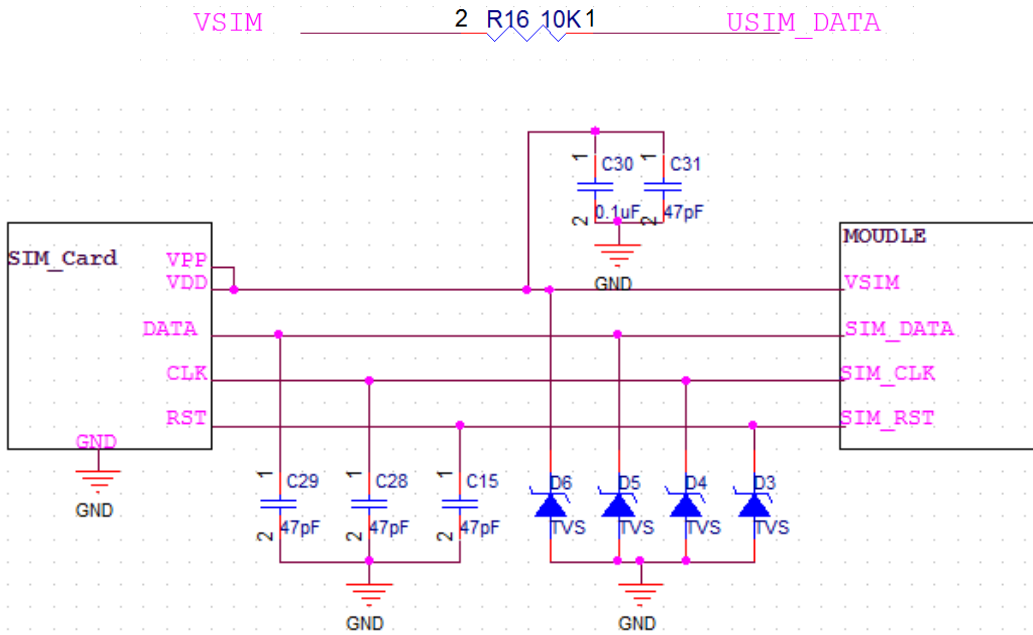 VSIM 2 R16 10K 1 USIM_DATA
1 C30 1 C31
2 0.1uF 2 47pF
GND
SIM_Card
VPP
VDD
DATA
CLK
RST
GND
GND
MOUDLE
VSIM
SIM_DATA
SIM_CLK
SIM_RST
1 C29 1 C28 1 C15
2 47pF 2 47pF 2 47pF
GND
D6 D5 D4 D3
TVS TVS TVS TVS
GND